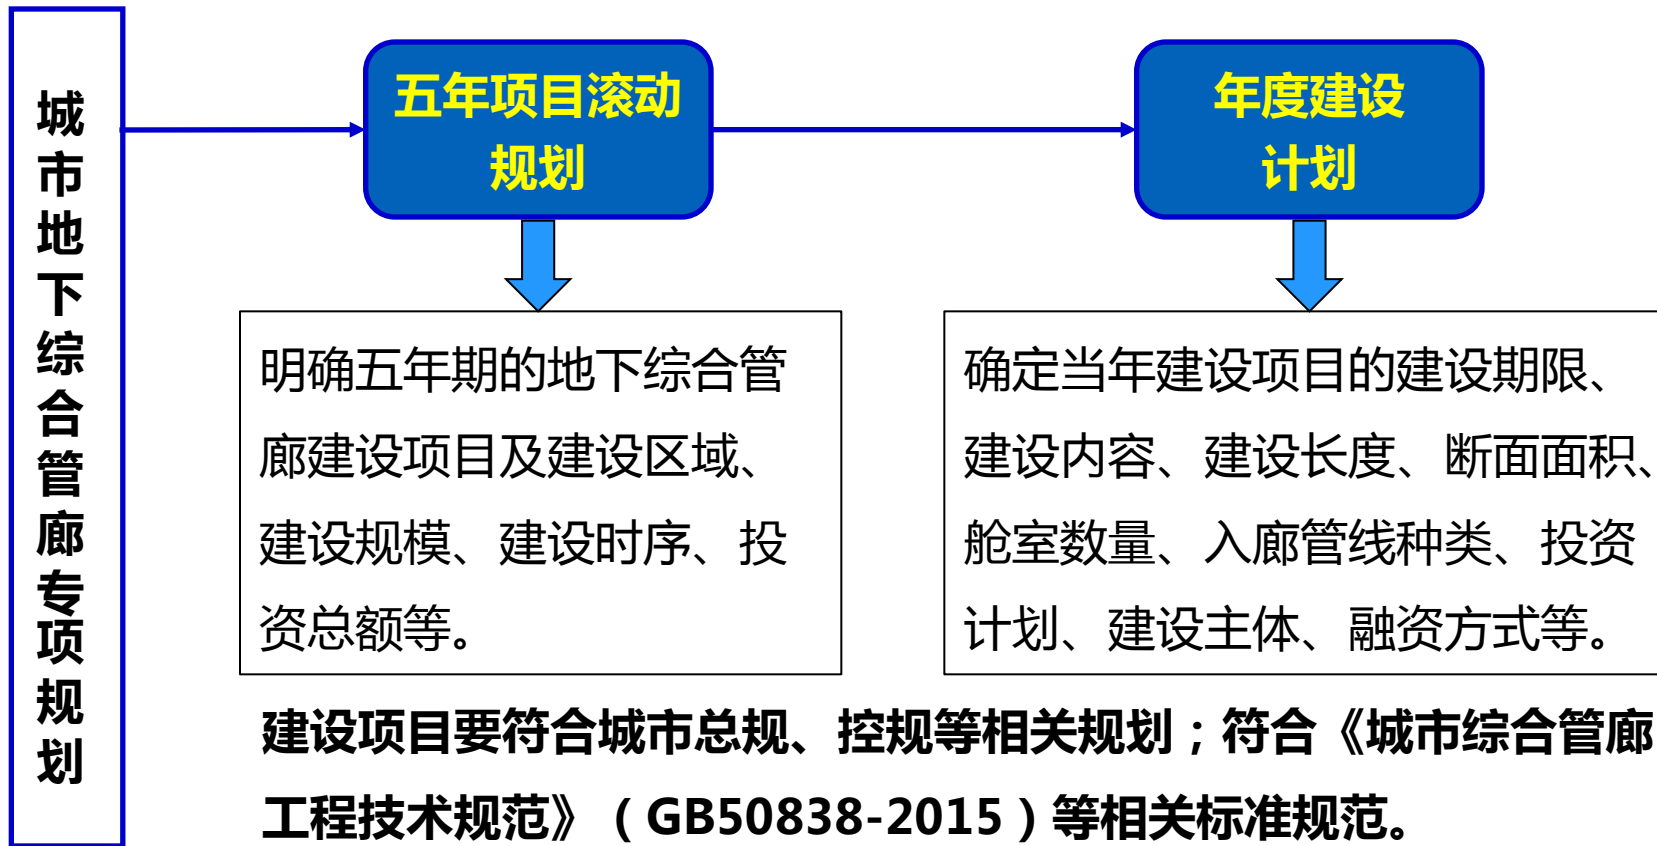 城市地下综合管廊专项规划
五年项目滚动
规划
年度建设
计划
明确五年期的地下综合管
廊建设项目及建设区域、
建设规模、建设时序、投
资总额等。
确定当年建设项目的建设期限、
建设内容、建设长度、断面面积、
舱室数量、入廊管线种类、投资
计划、建设主体、融资方式等。
建设项目要符合城市总规、控规等相关规划；符合《城市综合管廊
工程技术规范》（GB50838-2015）等相关标准规范。